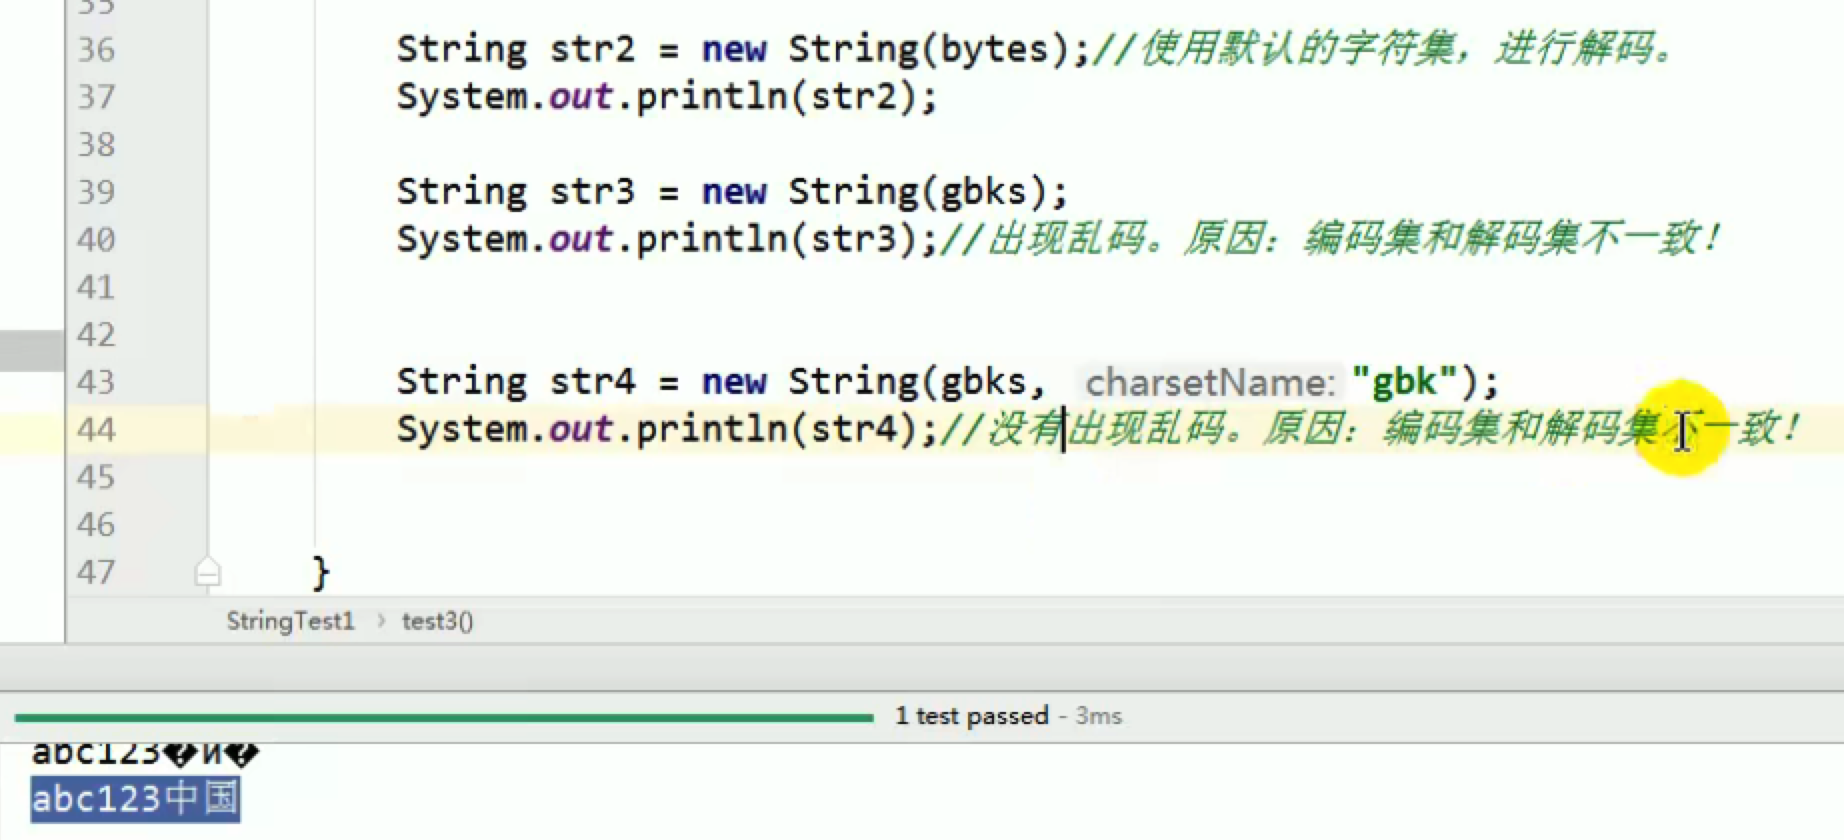 35
36 String str2 = new String(bytes);//使用默认的字符集，进行解码。
37 System.out.println(str2);
38
39 String str3 = new String(gbks);
40 System.out.println(str3);//出现乱码。原因：编码集和解码集不一致！
41
42
43 String str4 = new String(gbks, charsetName: "gbk");
44 System.out.println(str4);//没有出现乱码。原因：编码集和解码集不一致！
45
46
47 }
StringTest1 › test3()
1 test passed - 3ms
abc123�й�
abc123中国